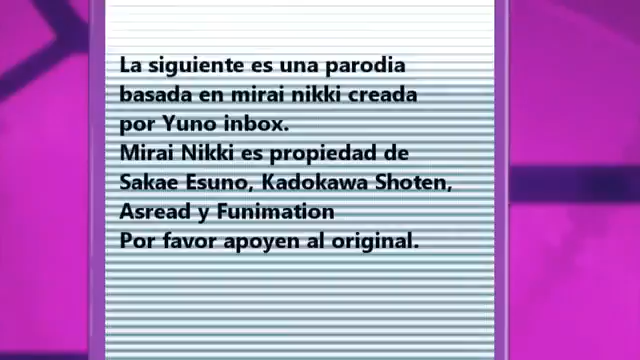 La siguiente es una parodia
basada en mirai nikki creada
por Yuno inbox.
Mirai Nikki es propiedad de
Sakae Esuno, Kadokawa Shoten,
Asread y Funimation
Por favor apoyen al original.